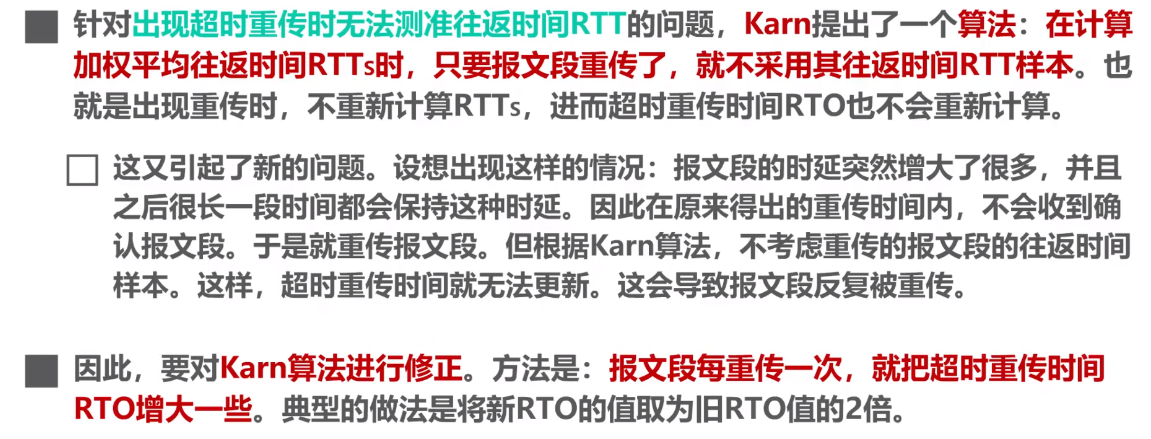 针对出现超时重传时无法测准往返时间RTT的问题，Karn提出了一个算法：在计算
加权平均往返时间RTTs时，只要报文段重传了，就不采用其往返时间RTT样本。也
就是出现重传时，不重新计算RTTs，进而超时重传时间RTO也不会重新计算。
这又引起了新的问题。设想出现这样的情况：报文段的时延突然增大了很多，并且
之后很长一段时间都会保持这种时延。因此在原来得出的重传时间内，不会收到确
认报文段。于是就重传报文段。但根据Karn算法，不考虑重传的报文段的往返时间
样本。这样，超时重传时间就无法更新。这会导致报文段反复被重传。
因此，要对Karn算法进行修正。方法是：报文段每重传一次，就把超时重传时间
RTO增大一些。典型的做法是将新RTO的值取为旧RTO值的2倍。